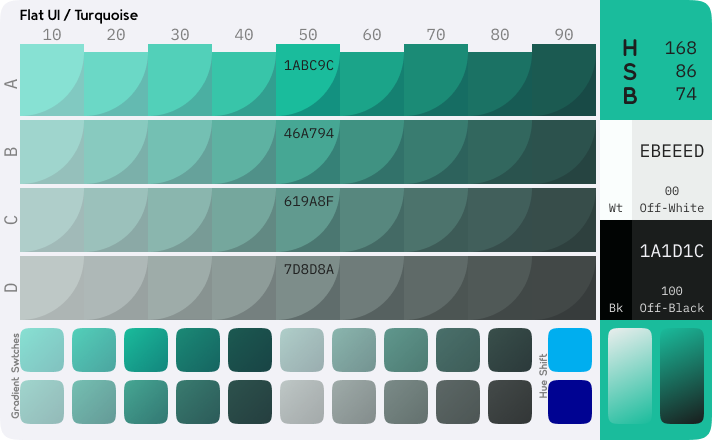 Flat UI / Turquoise
10 20 30 40 50 60 70 80 90
A
1ABC9C
B
46A794
C
619A8F
D
7D8D8A
Gradient Swtches
Hue Shift
H 168
S 86
B 74
EBEEED
00
Wt Off-White
1A1D1C
100
Bk Off-Black